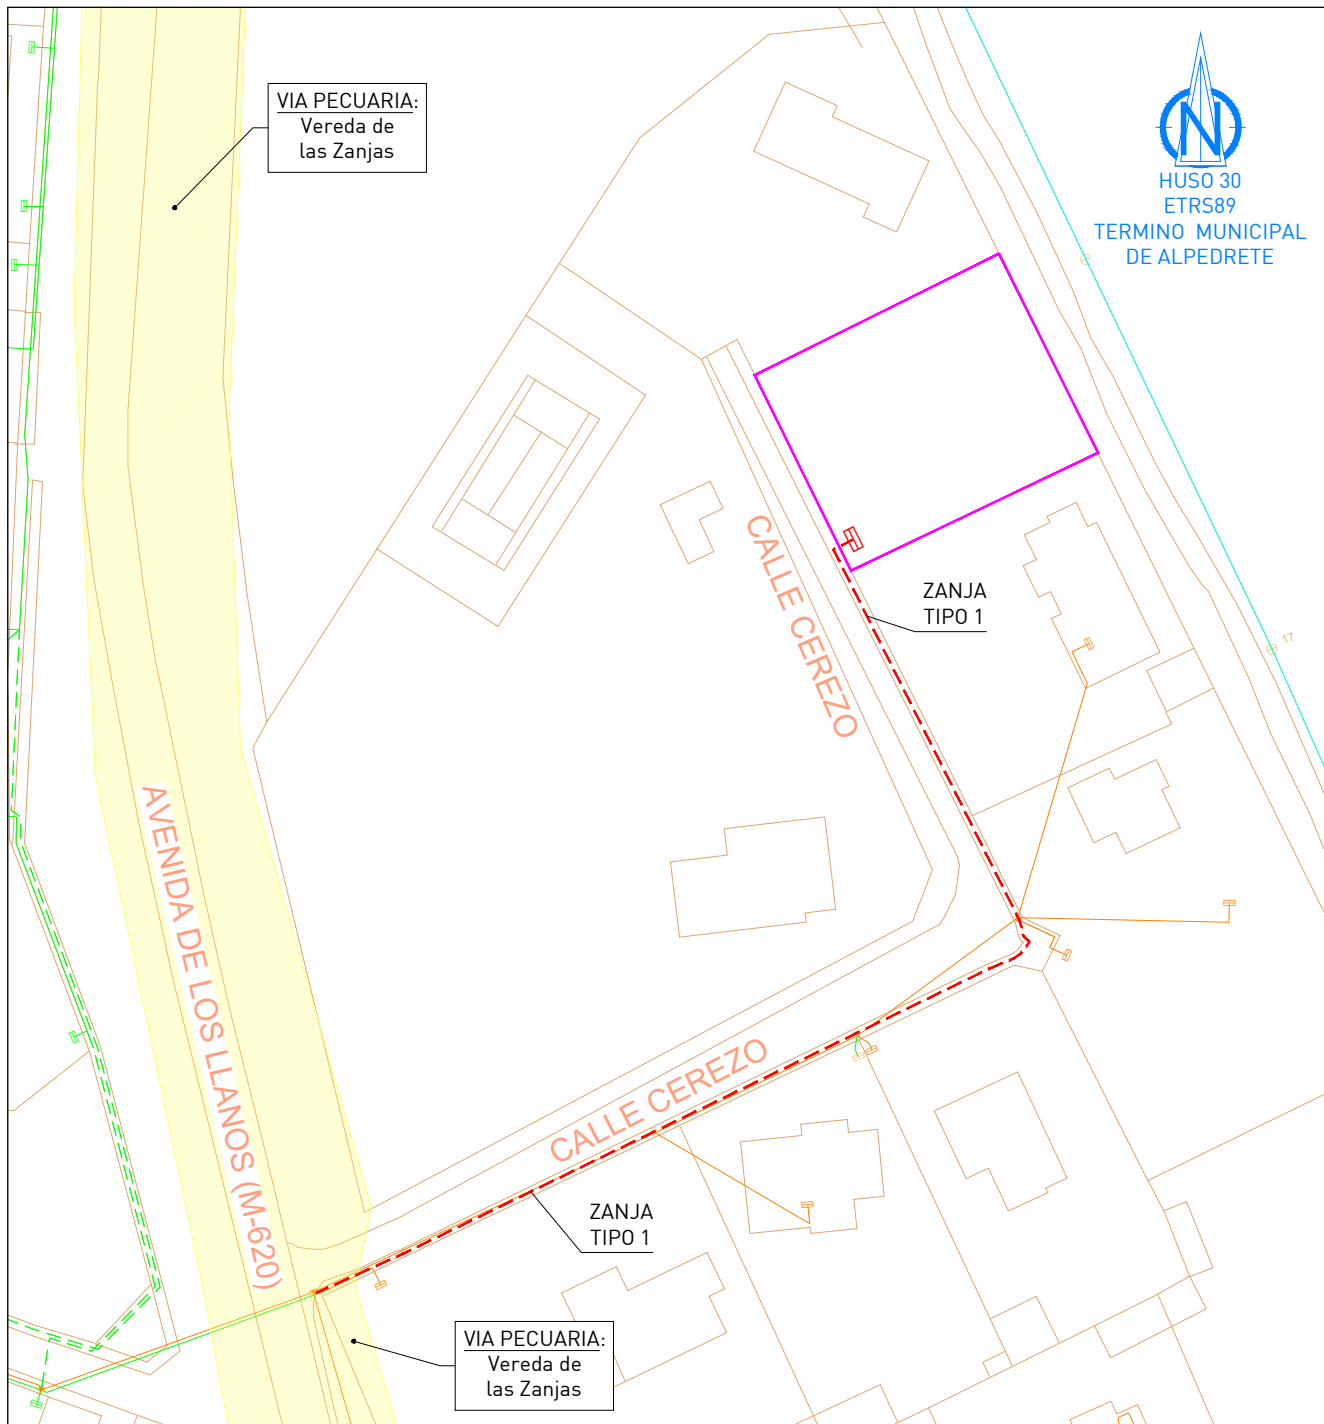 VIA PECUARIA:
Vereda de
las Zanjas
N
HUSO 30
ETRS89
TERMINO MUNICIPAL
DE ALPEDRETE
CALLE CEREZO
ZANJA
TIPO 1
17
AVENIDA DE LOS LLANOS (M-620)
CALLE CEREZO
ZANJA
TIPO 1
VIA PECUARIA:
Vereda de
las Zanjas